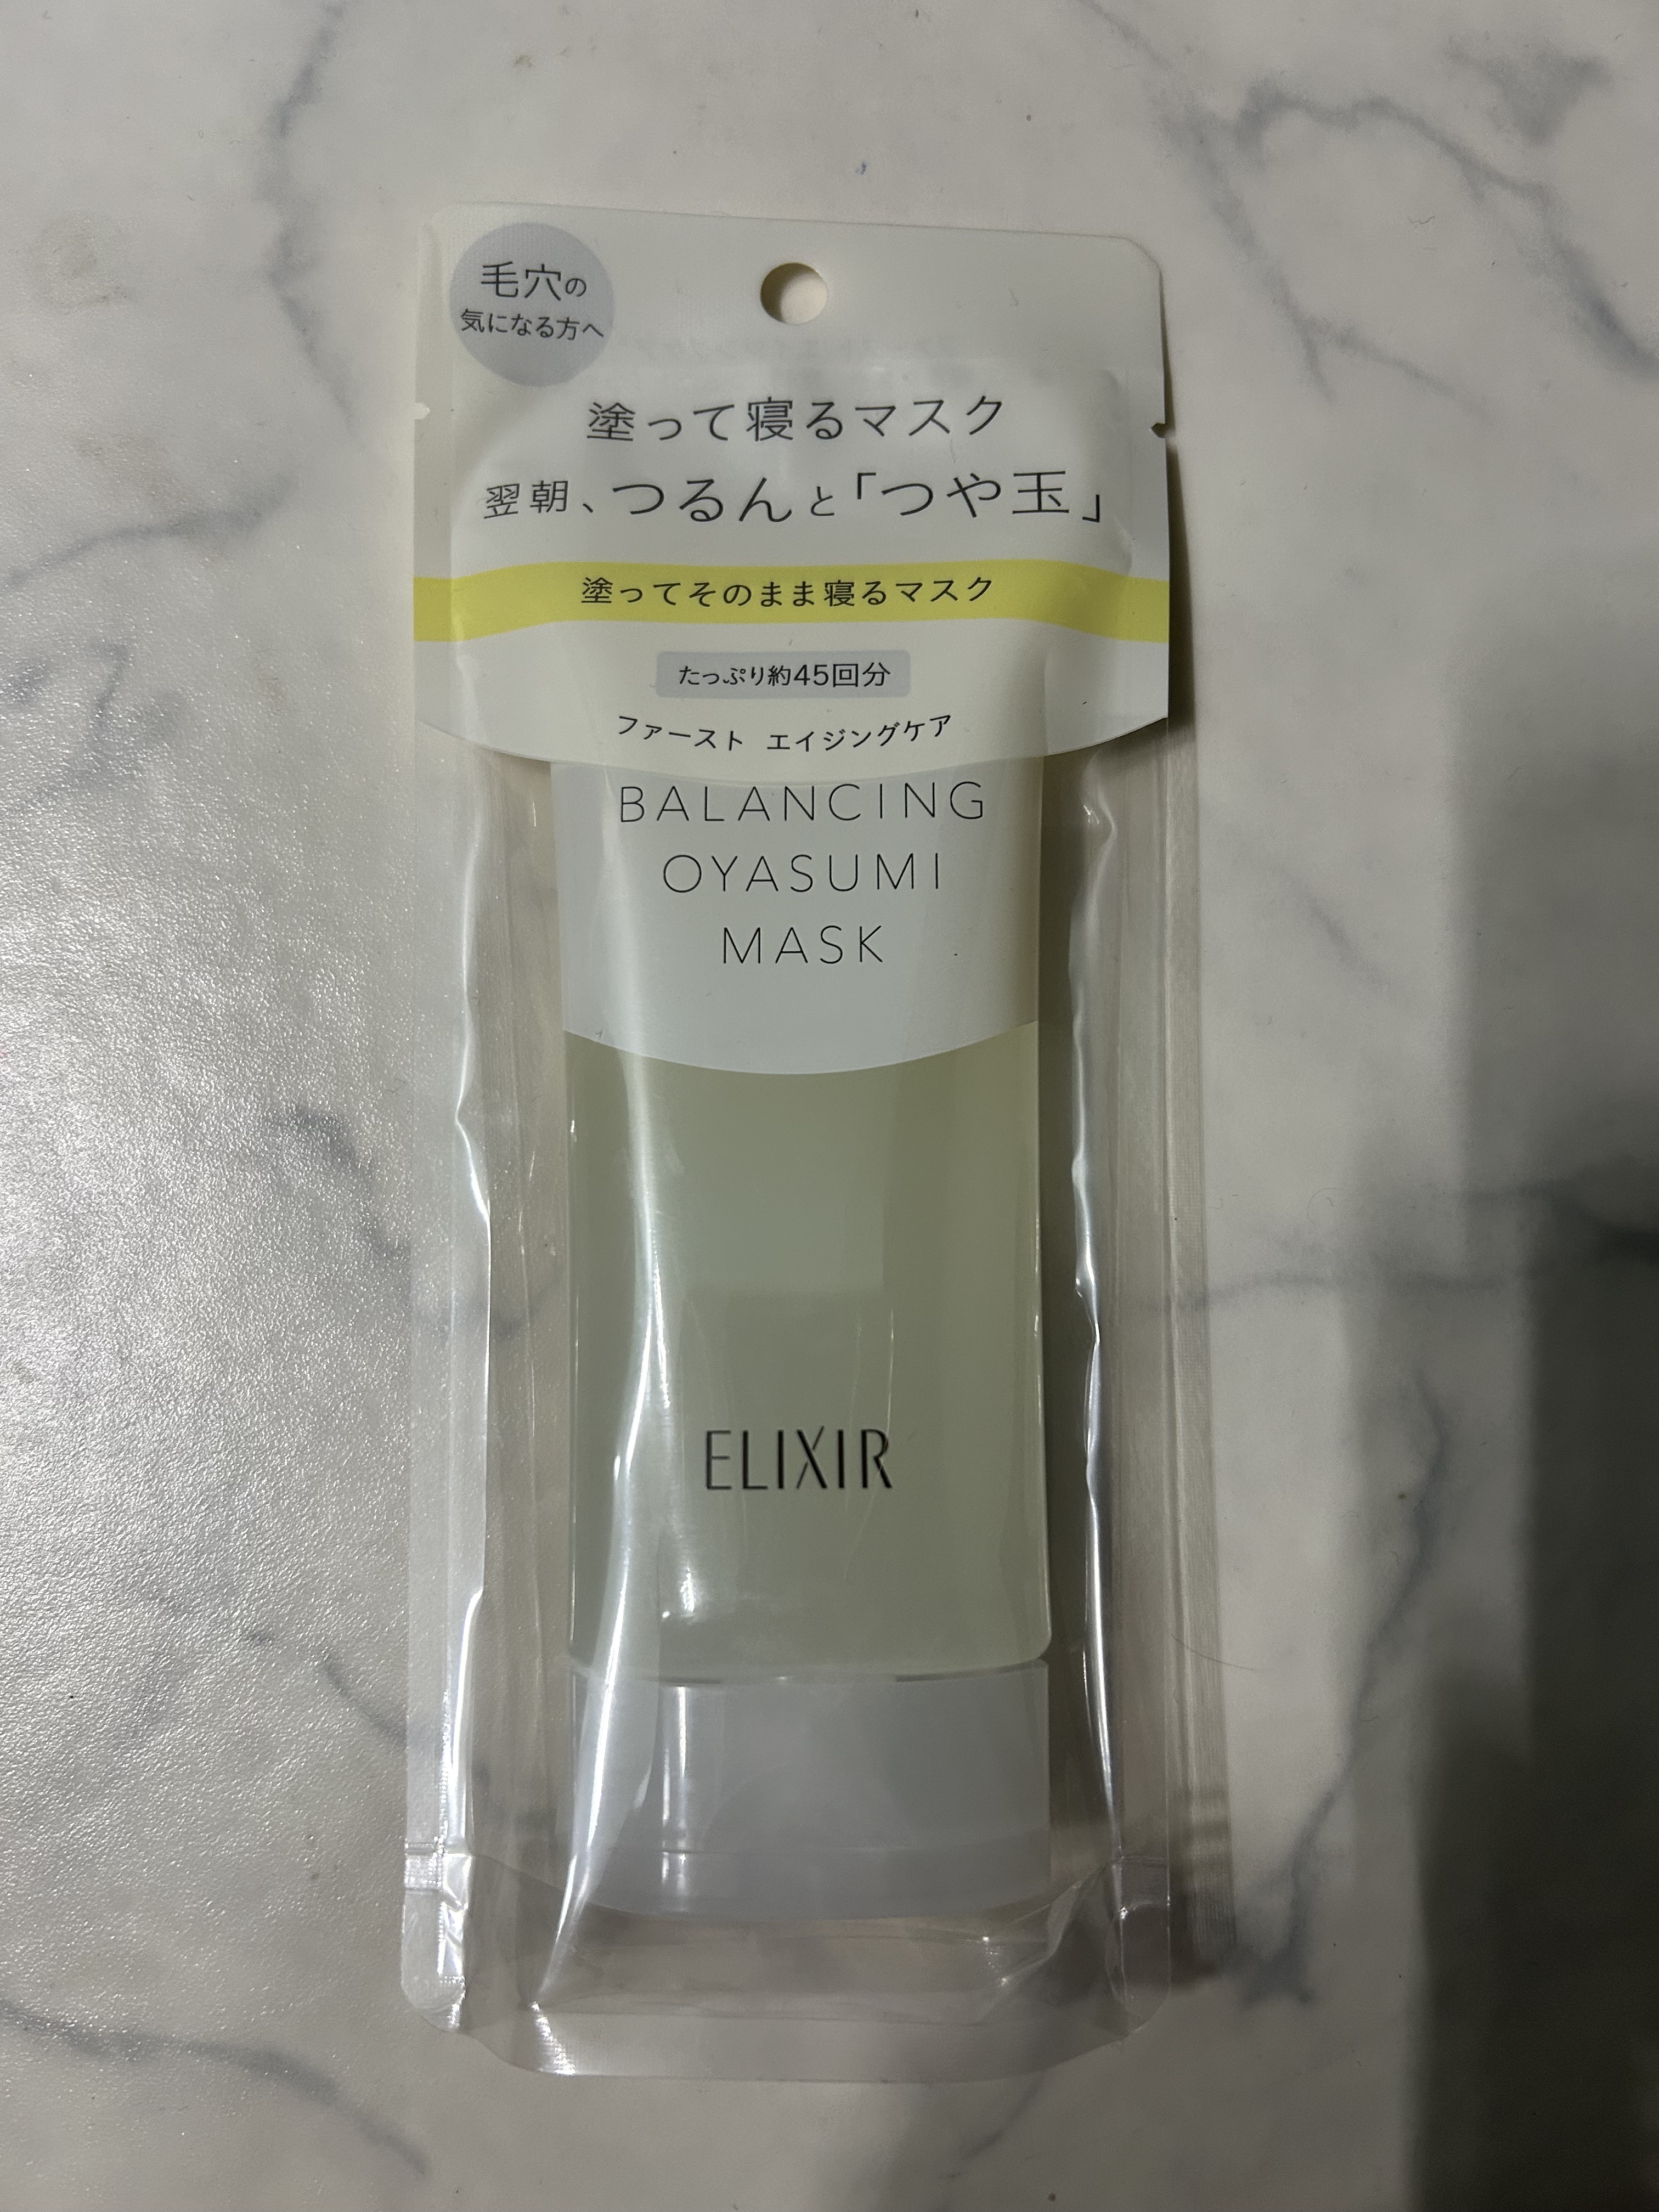 毛穴の
気になる方へ
塗って寝るマスク
翌朝、つるんと「つや玉」
塗ってそのまま寝るマスク
たっぷり約45回分
ファースト エイジングケア
BALANCING
OYASUMI
MASK
ELIXIR